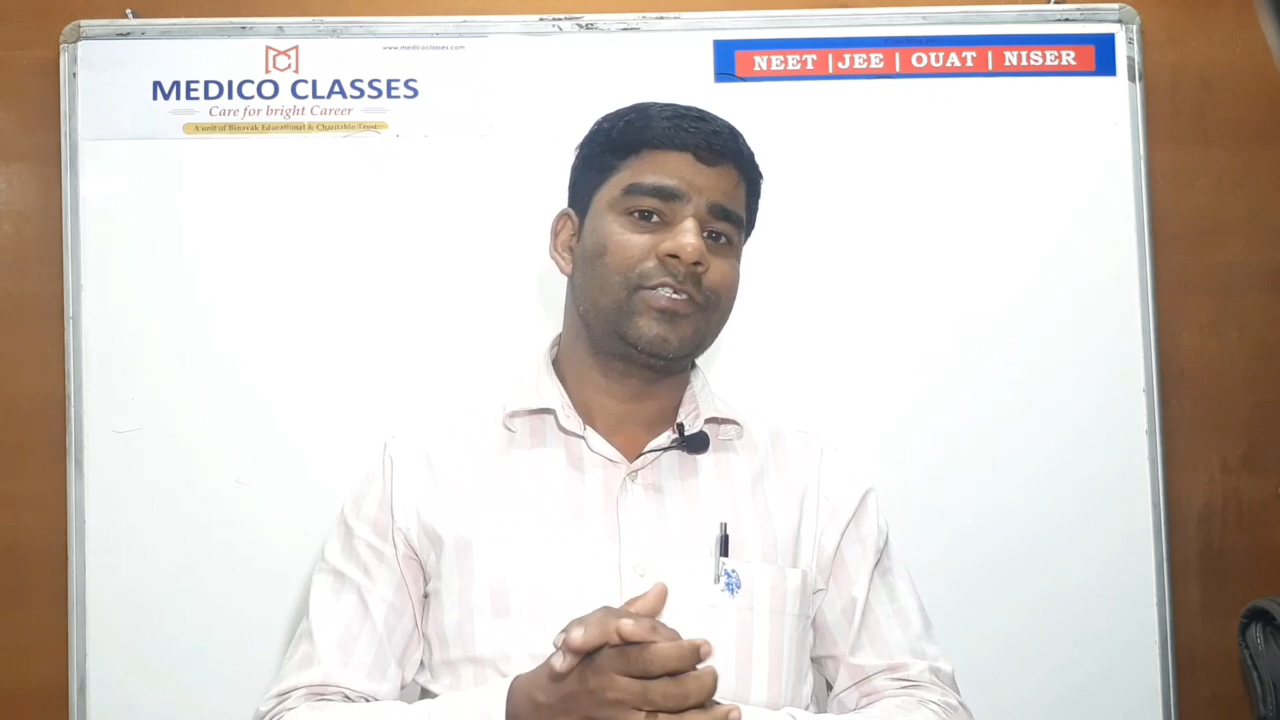 www.medicoclasses.com
MEDICO CLASSES
Care for bright Career
A unit of Binayak Educational & Charitable Trust
NEET | JEE | OUAT | NISER